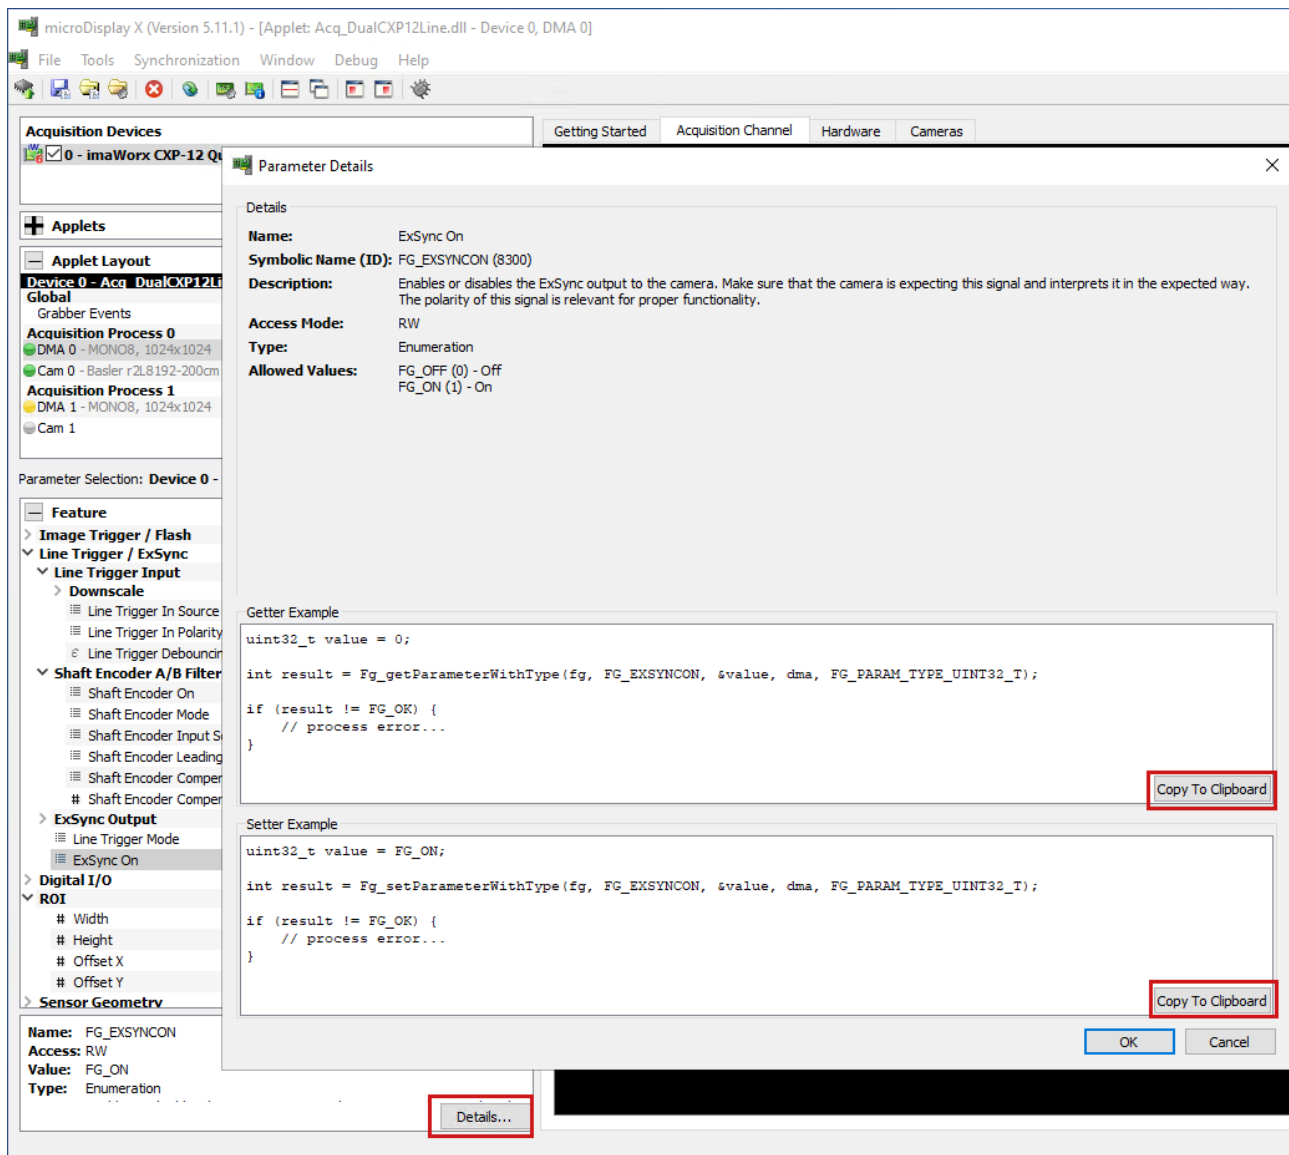 microDisplay X (Version 5.11.1) - [Applet: Acq_DualCXP12Line.dll - Device 0, DMA 0]
File Tools Synchronization Window Debug Help
Acquisition Devices
0 - imaWorx CXP-12 Qu
Applets
Applet Layout
Device 0 - Acq_DualCXP12Li
Global
Grabber Events
Acquisition Process 0
DMA 0 - MONO8, 1024x1024
Cam 0 - Basler r2L8192-200cm
Acquisition Process 1
DMA 1 - MONO8, 1024x1024
Cam 1
Parameter Selection: Device 0 -
Feature
Image Trigger / Flash
Line Trigger / ExSync
Line Trigger Input
Downscale
Line Trigger In Source
Line Trigger In Polarity
Line Trigger Debouncin
Shaft Encoder A/B Filter
Shaft Encoder On
Shaft Encoder Mode
Shaft Encoder Input S
Shaft Encoder Leading
Shaft Encoder Comper
# Shaft Encoder Comper
ExSync Output
Line Trigger Mode
ExSync On
Digital I/O
ROI
# Width
# Height
# Offset X
# Offset Y
Sensor Geometry
Name: FG_EXSYNCON
Access: RW
Value: FG_ON
Type: Enumeration
Details...
Getting Started Acquisition Channel Hardware Cameras
Parameter Details
Details
Name: ExSync On
Symbolic Name (ID): FG_EXSYNCON (8300)
Description: Enables or disables the ExSync output to the camera. Make sure that the camera is expecting this signal and interprets it in the expected way.
The polarity of this signal is relevant for proper functionality.
Access Mode: RW
Type: Enumeration
Allowed Values: FG_OFF (0) - Off
FG_ON (1) - On
Getter Example
uint32_t value = 0;
int result = Fg_getParameterWithType(fg, FG_EXSYNCON, &value, dma, FG_PARAM_TYPE_UINT32_T);
if (result != FG_OK) {
// process error...
}
Copy To Clipboard
Setter Example
uint32_t value = FG_ON;
int result = Fg_setParameterWithType(fg, FG_EXSYNCON, &value, dma, FG_PARAM_TYPE_UINT32_T);
if (result != FG_OK) {
// process error...
}
Copy To Clipboard
OK Cancel